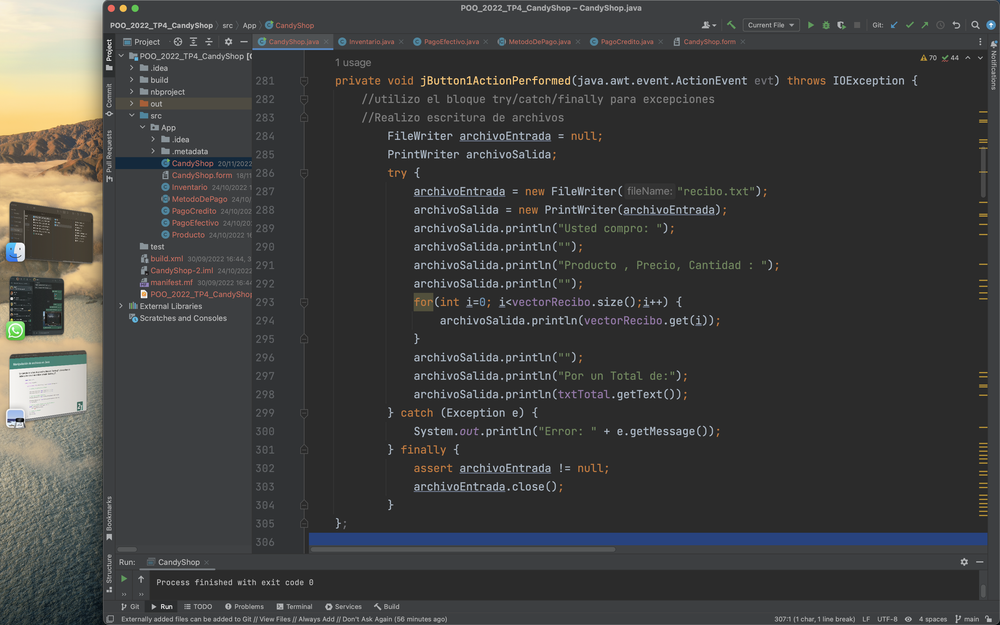 POO_2022_TP4_CandyShop – CandyShop.java
POO_2022_TP4_CandyShop
src
App
CandyShop
Current File
Git:
Project
CandyShop.java
Inventario.java
PagoEfectivo.java
MetodoDePago.java
PagoCredito.java
CandyShop.form
Project
Commit
Pull Requests
Bookmarks
Structure
Notifications
POO_2022_TP4_CandyShop [C
.idea
build
nbproject
out
src
App
.idea
.metadata
CandyShop 20/11/2022
CandyShop.form 18/11
Inventario 24/10/2022 1
MetodoDePago 24/10/
PagoCredito 24/10/202
PagoEfectivo 24/10/202
Producto 24/10/2022 16
test
build.xml 30/09/2022 16:44, 3
CandyShop-2.iml 24/10/2022
manifest.mf 30/09/2022 16:44
POO_2022_TP4_CandyShop
External Libraries
Scratches and Consoles
70 44
1 usage
281 private void jButton1ActionPerformed(java.awt.event.ActionEvent evt) throws IOException {
282 //utilizo el bloque try/catch/finally para excepciones
283 //Realizo escritura de archivos
284 FileWriter archivoEntrada = null;
285 PrintWriter archivoSalida;
286 try {
287 archivoEntrada = new FileWriter( fileName: "recibo.txt");
288 archivoSalida = new PrintWriter(archivoEntrada);
289 archivoSalida.println("Usted compro: ");
290 archivoSalida.println("");
291 archivoSalida.println("Producto , Precio, Cantidad : ");
292 archivoSalida.println("");
293 for(int i=0; i<vectorRecibo.size();i++) {
294 archivoSalida.println(vectorRecibo.get(i));
295 }
296 archivoSalida.println("");
297 archivoSalida.println("Por un Total de:");
298 archivoSalida.println(txtTotal.getText());
299 } catch (Exception e) {
300 System.out.println("Error: " + e.getMessage());
301 } finally {
302 assert archivoEntrada != null;
303 archivoEntrada.close();
304 }
305 };
306
Run: CandyShop
Process finished with exit code 0
Git
Run
TODO
Problems
Terminal
Services
Build
Externally added files can be added to Git // View Files // Always Add // Don't Ask Again (56 minutes ago)
307:1 (1 char, 1 line break) LF UTF-8 4 spaces main
Manipulación de archivos en Java
21